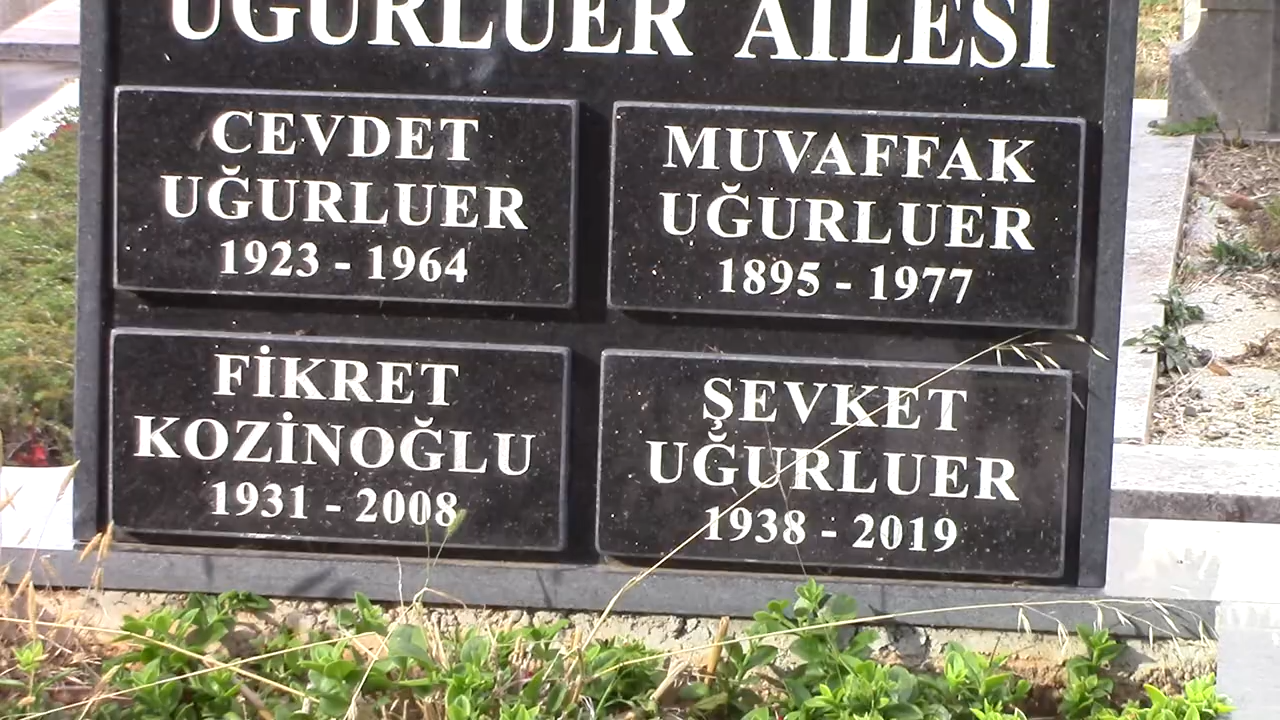 UĞURLUER AİLESİ
CEVDET
UĞURLUER
1923 - 1964
MUVAFFAK
UĞURLUER
1895 - 1977
FİKRET
KOZİNOĞLU
1931 - 2008
ŞEVKET
UĞURLUER
1938 - 2019